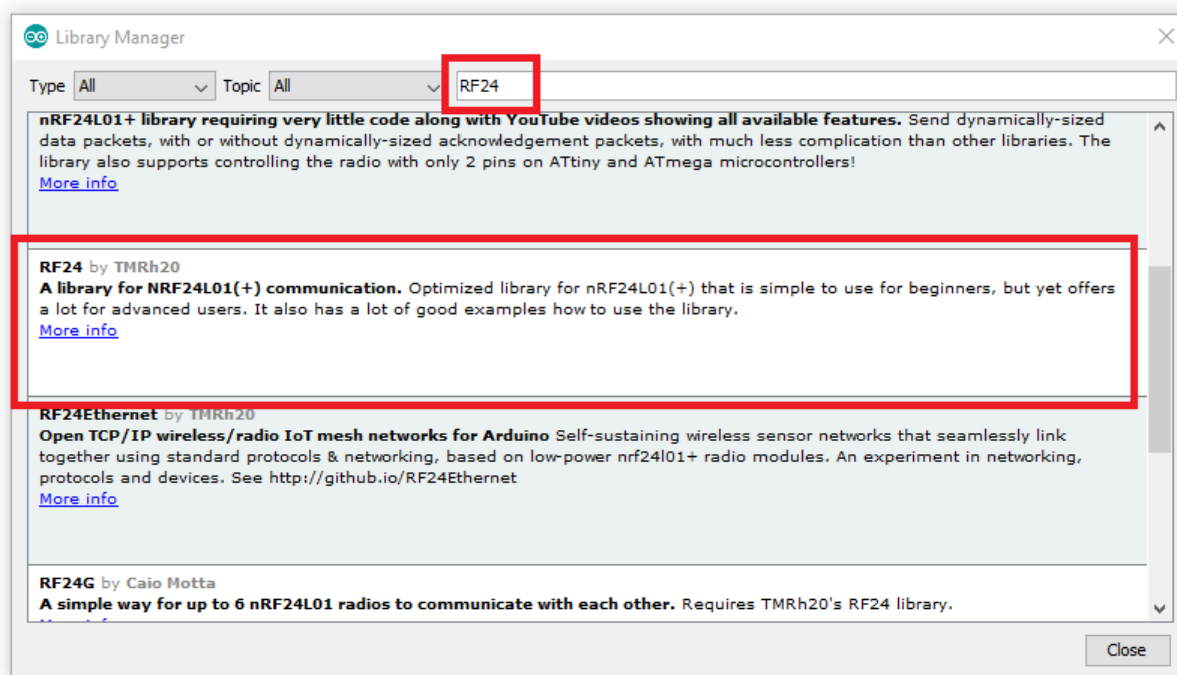 Library Manager
Type All Topic All RF24
nRF24L01+ library requiring very little code along with YouTube videos showing all available features. Send dynamically-sized
data packets, with or without dynamically-sized acknowledgement packets, with much less complication than other libraries. The
library also supports controlling the radio with only 2 pins on ATtiny and ATmega microcontrollers!
More info
RF24 by TMRh20
A library for NRF24L01(+) communication. Optimized library for nRF24L01(+) that is simple to use for beginners, but yet offers
a lot for advanced users. It also has a lot of good examples how to use the library.
More info
RF24Ethernet by TMRh20
Open TCP/IP wireless/radio IoT mesh networks for Arduino Self-sustaining wireless sensor networks that seamlessly link
together using standard protocols & networking, based on low-power nrf24l01+ radio modules. An experiment in networking,
protocols and devices. See http://github.io/RF24Ethernet
More info
RF24G by Caio Motta
A simple way for up to 6 nRF24L01 radios to communicate with each other. Requires TMRh20's RF24 library.
Close